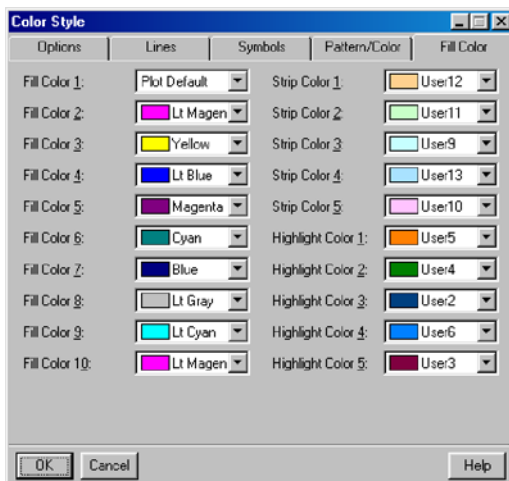 Color Style
Options Lines Symbols Pattern/Color Fill Color
Fill Color 1: Plot Default Strip Color 1: User12
Fill Color 2: Lt Magen Strip Color 2: User11
Fill Color 3: Yellow Strip Color 3: User9
Fill Color 4: Lt Blue Strip Color 4: User13
Fill Color 5: Magenta Strip Color 5: User10
Fill Color 6: Cyan Highlight Color 1: User5
Fill Color 7: Blue Highlight Color 2: User4
Fill Color 8: Lt Gray Highlight Color 3: User2
Fill Color 9: Lt Cyan Highlight Color 4: User6
Fill Color 10: Lt Magen Highlight Color 5: User3
OK Cancel Help